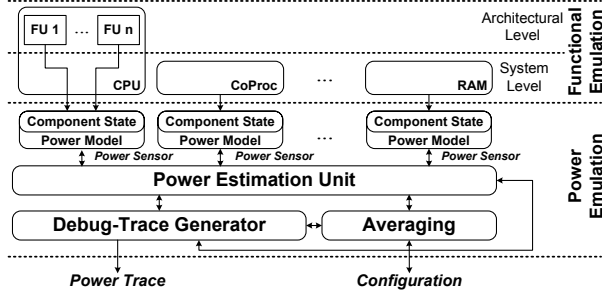 FU 1 ... FU n
CPU
Architectural
Level
CoProc
...
RAM
System
Level
Functional
Emulation
Component State
Power Model
Component State
Power Model
...
Component State
Power Model
Power Sensor
Power Sensor
Power Sensor
Power Estimation Unit
Debug-Trace Generator
Averaging
Power
Emulation
Power Trace
Configuration